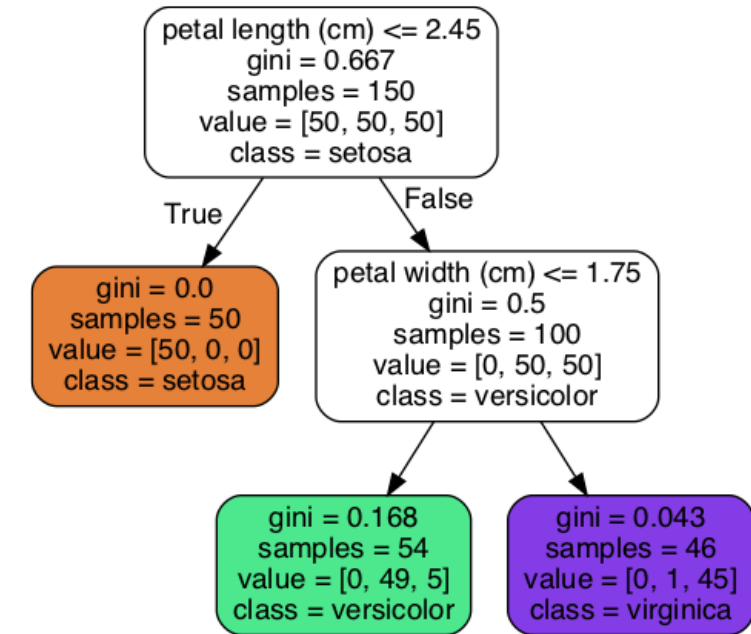 petal length (cm) <= 2.45
gini = 0.667
samples = 150
value = [50, 50, 50]
class = setosa
True
False
gini = 0.0
samples = 50
value = [50, 0, 0]
class = setosa
petal width (cm) <= 1.75
gini = 0.5
samples = 100
value = [0, 50, 50]
class = versicolor
gini = 0.168
samples = 54
value = [0, 49, 5]
class = versicolor
gini = 0.043
samples = 46
value = [0, 1, 45]
class = virginica